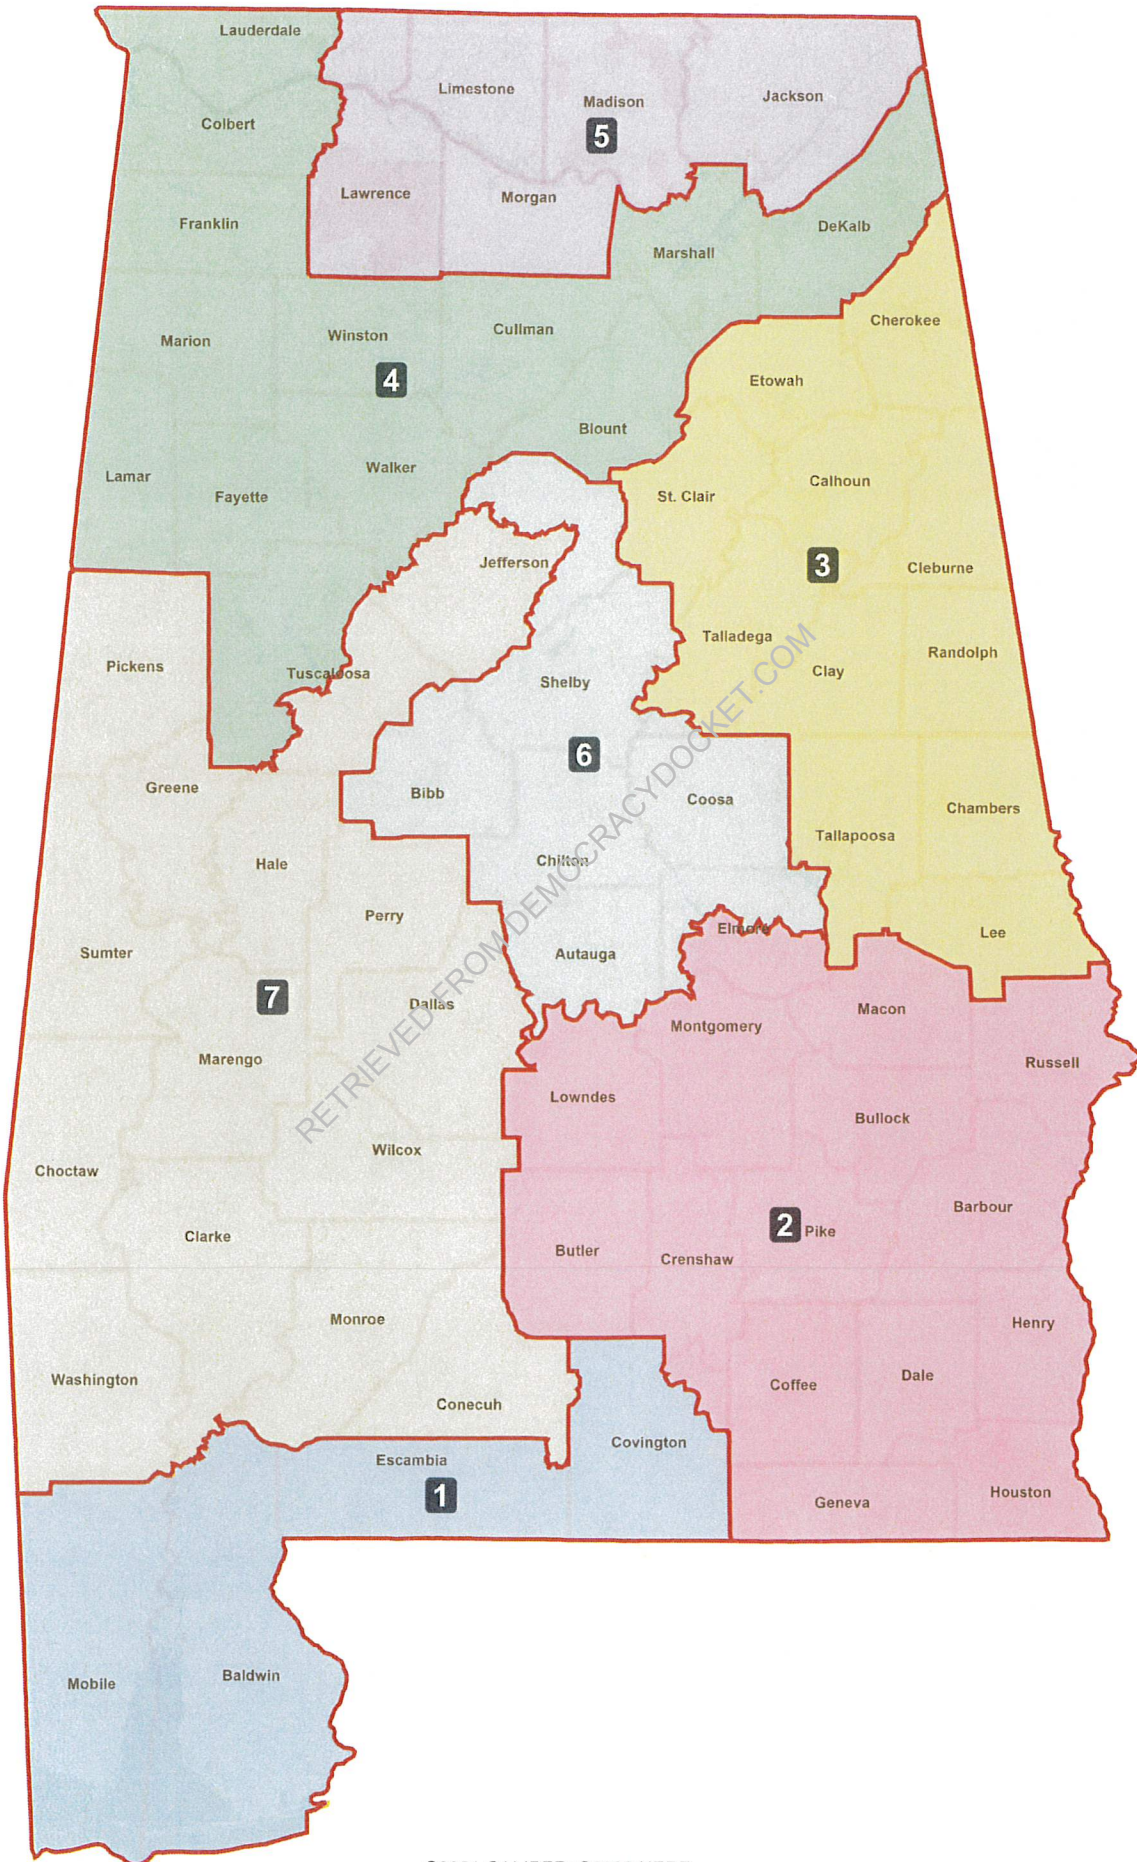 Lauderdale
Limestone
Madison
Jackson
5
Colbert
Lawrence
Morgan
Franklin
DeKalb
Marshall
Cherokee
Marion
Winston
Cullman
4
Etowah
Blount
Lamar
Walker
Fayette
St. Clair
Calhoun
Jefferson
3
Cleburne
Talladega
Randolph
Pickens
Tuscaloosa
Clay
Shelby
6
Greene
Bibb
Coosa
Chambers
Tallapoosa
Hale
Chilton
Perry
Elmore
Lee
Sumter
Autauga
7
Dallas
Macon
Montgomery
Marengo
Russell
Lowndes
Bullock
Wilcox
Choctaw
Barbour
2
Pike
Clarke
Butler
Crenshaw
Monroe
Henry
Washington
Dale
Coffee
Conecuh
Covington
Escambia
1
Houston
Geneva
Baldwin
Mobile
RETRIEVED FROM DEMOCRACYDOCKET.COM